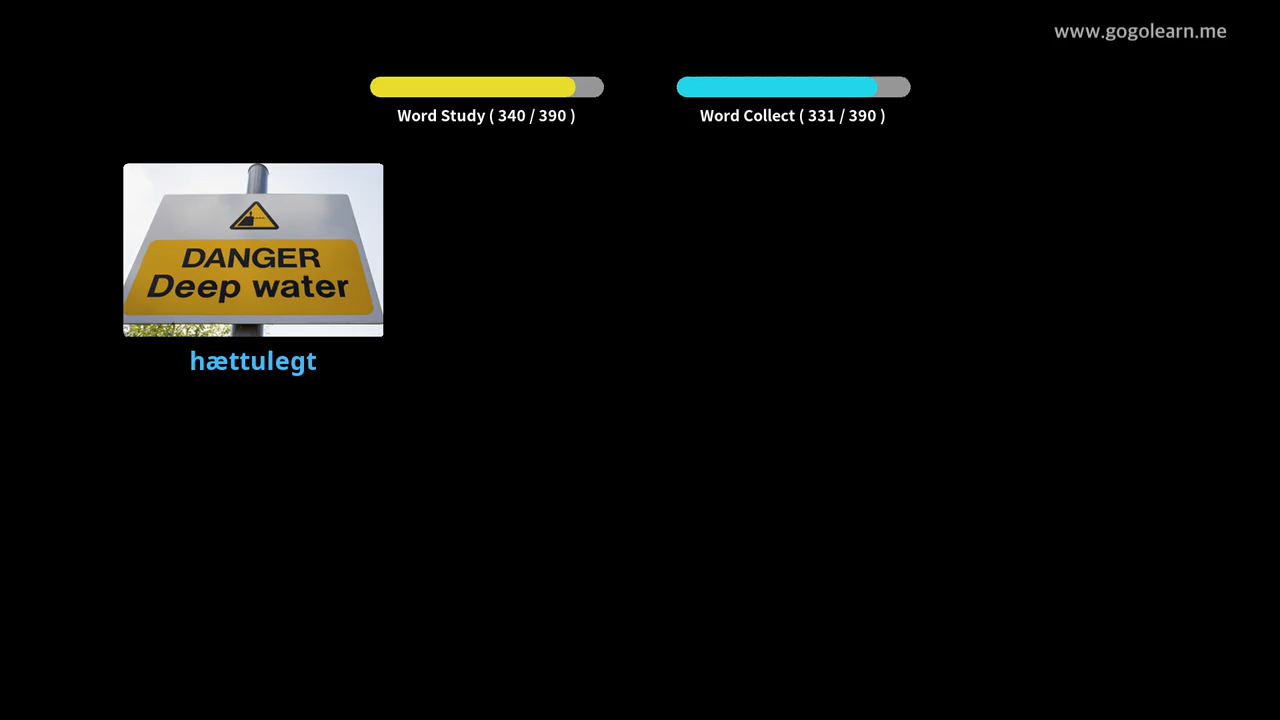 www.gogolearn.me
Word Study ( 340 / 390 )
Word Collect ( 331 / 390 )
DANGER
Deep water
hættulegt